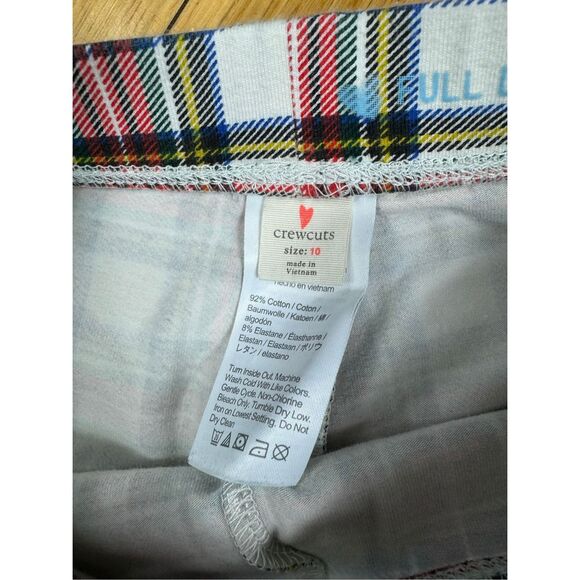 FULL
crewcuts
size: 10
made in
Vietnam
hecho en vietnam
92% Cotton / Coton /
Baumwolle / Katoen / 綿 /
algodón
8% Elastane / Élasthanne /
Elastan / Elastaan / ポリウ
レタン / elastano
Turn Inside Out. Machine
Wash Cold With Like Colors.
Gentle Cycle. Non-Chlorine
Bleach Only. Tumble Dry Low.
Iron on Lowest Setting. Do Not
Dry Clean